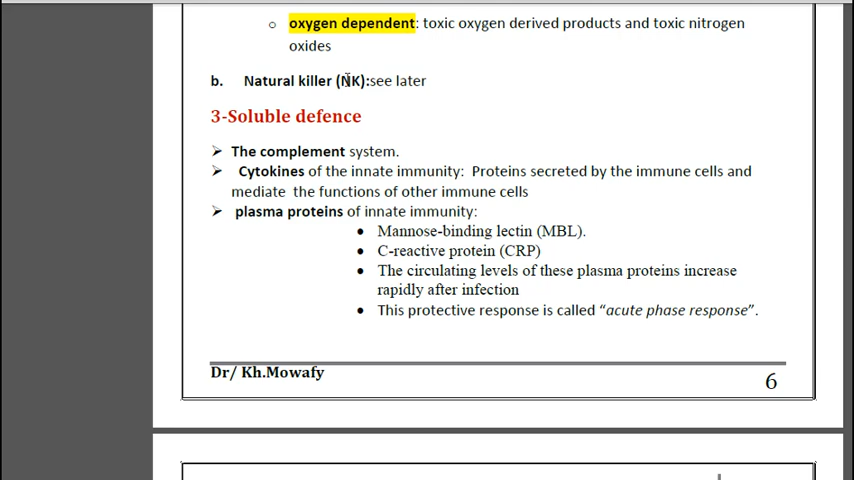 o oxygen dependent: toxic oxygen derived products and toxic nitrogen
oxides
b. Natural killer (NK):see later
3-Soluble defence
➢ The complement system.
➢ Cytokines of the innate immunity: Proteins secreted by the immune cells and
mediate the functions of other immune cells
➢ plasma proteins of innate immunity:
• Mannose-binding lectin (MBL).
• C-reactive protein (CRP)
• The circulating levels of these plasma proteins increase
rapidly after infection
• This protective response is called “acute phase response”.
Dr/ Kh.Mowafy
6